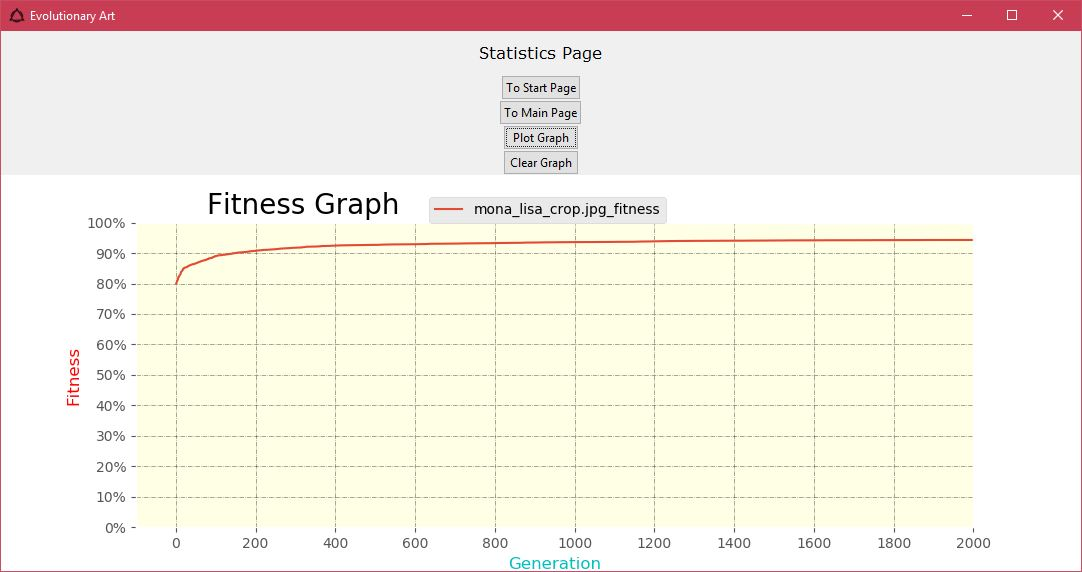 Evolutionary Art
Statistics Page
To Start Page
To Main Page
Plot Graph
Clear Graph
Fitness Graph
mona_lisa_crop.jpg_fitness
100%
90%
80%
70%
60%
50%
40%
30%
20%
10%
0%
Fitness
0 200 400 600 800 1000 1200 1400 1600 1800 2000
Generation